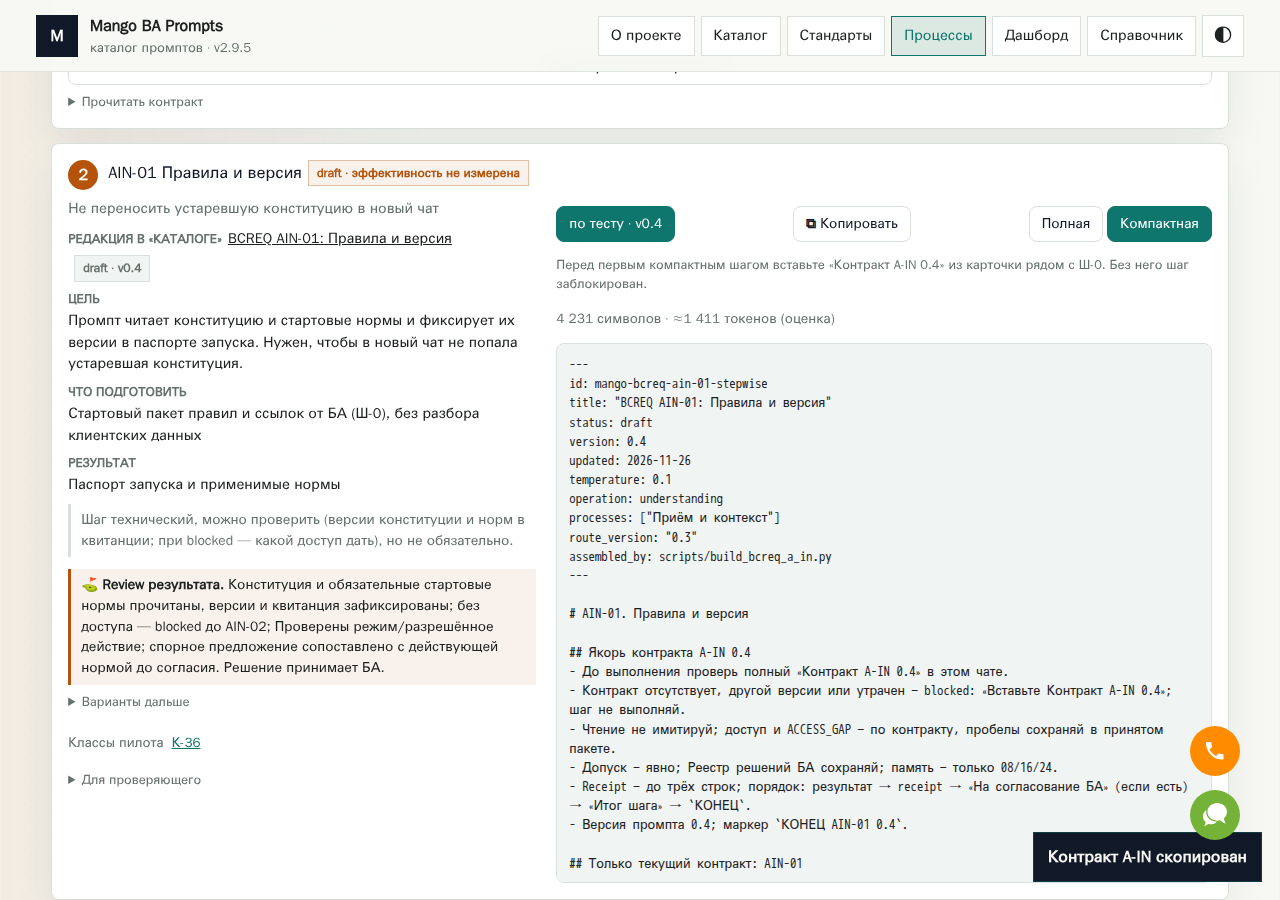 M
Mango BA Prompts
каталог промптов · v2.9.5
О проекте
Каталог
Стандарты
Процессы
Дашборд
Справочник
▶ Прочитать контракт
2
AIN-01 Правила и версия
draft · эффективность не измерена
Не переносить устаревшую конституцию в новый чат
РЕДАКЦИЯ В «КАТАЛОГЕ» BCREQ AIN-01: Правила и версия
draft · v0.4
ЦЕЛЬ
Промпт читает конституцию и стартовые нормы и фиксирует их
версии в паспорте запуска. Нужен, чтобы в новый чат не попала
устаревшая конституция.
ЧТО ПОДГОТОВИТЬ
Стартовый пакет правил и ссылок от БА (Ш-0), без разбора
клиентских данных
РЕЗУЛЬТАТ
Паспорт запуска и применимые нормы
Шаг технический, можно проверить (версии конституции и норм в
квитанции; при blocked — какой доступ дать), но не обязательно.
⛳ Review результата. Конституция и обязательные стартовые
нормы прочитаны, версии и квитанция зафиксированы; без
доступа — blocked до AIN-02; Проверены режим/разрешённое
действие; спорное предложение сопоставлено с действующей
нормой до согласия. Решение принимает БА.
▶ Варианты дальше
Классы пилота K-36
▶ Для проверяющего
по тесту · v0.4
⧉ Копировать
Полная
Компактная
Перед первым компактным шагом вставьте «Контракт A-IN 0.4» из карточки рядом с Ш-0. Без него шаг
заблокирован.
4 231 символов · ≈1 411 токенов (оценка)
---
id: mango-bcreq-ain-01-stepwise
title: "BCREQ AIN-01: Правила и версия"
status: draft
version: 0.4
updated: 2026-11-26
temperature: 0.1
operation: understanding
processes: ["Приём и контекст"]
route_version: "0.3"
assembled_by: scripts/build_bcreq_a_in.py
---
# AIN-01. Правила и версия
## Якорь контракта A-IN 0.4
- До выполнения проверь полный «Контракт A-IN 0.4» в этом чате.
- Контракт отсутствует, другой версии или утрачен — blocked: «Вставьте Контракт A-IN 0.4»;
шаг не выполняй.
- Чтение не имитируй; доступ и ACCESS_GAP — по контракту, пробелы сохраняй в принятом
пакете.
- Допуск — явно; Реестр решений БА сохраняй; память — только 08/16/24.
- Receipt — до трёх строк; порядок: результат → receipt → «На согласование БА» (если есть)
→ «Итог шага» → `КОНЕЦ`.
- Версия промпта 0.4; маркер `КОНЕЦ AIN-01 0.4`.
## Только текущий контракт: AIN-01
Контракт A-IN скопирован